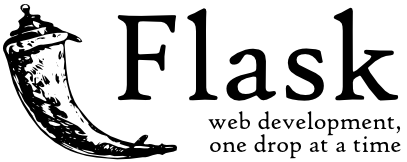 Flask
web development,
one drop at a time